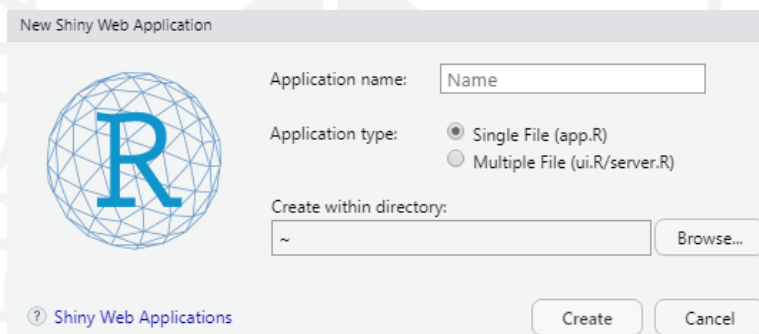 New Shiny Web Application
Application name:
Name
R
Application type:
Single File (app.R)
Multiple File (ui.R/server.R)
Create within directory:
~
Browse...
? Shiny Web Applications
Create
Cancel